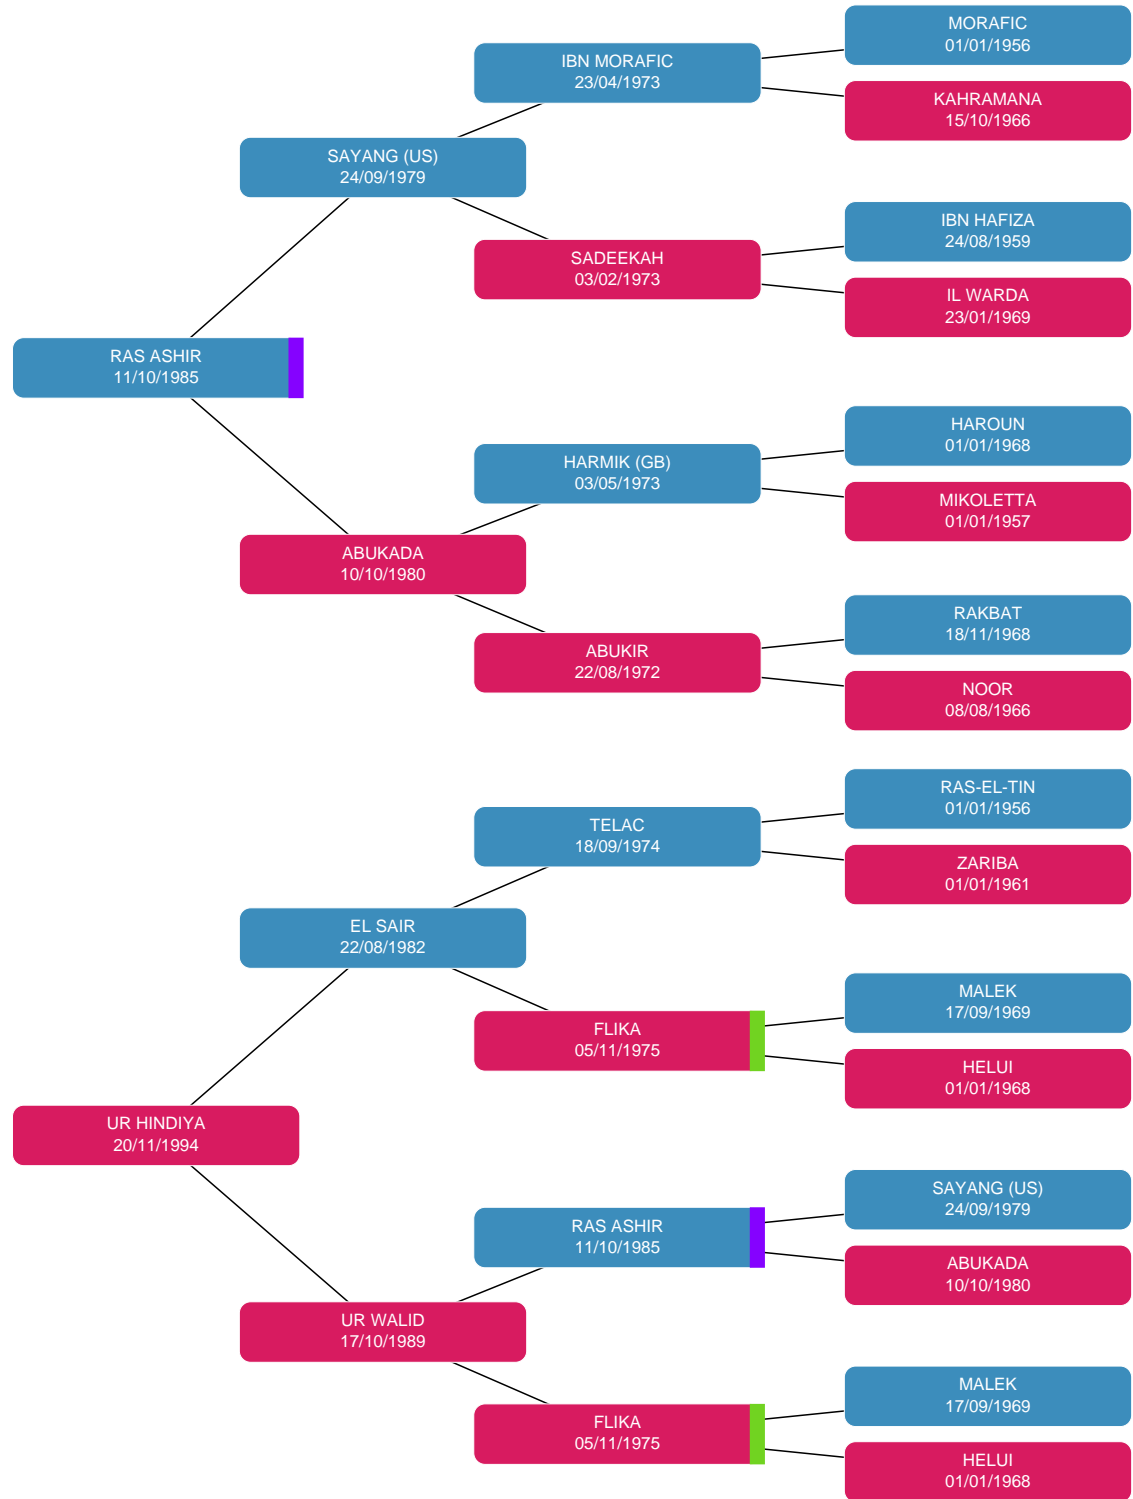 MORAFIC
01/01/1956
IBN MORAFIC
23/04/1973
KAHRAMANA
15/10/1966
SAYANG (US)
24/09/1979
IBN HAFIZA
24/08/1959
SADEEKAH
03/02/1973
IL WARDA
23/01/1969
RAS ASHIR
11/10/1985
HAROUN
01/01/1968
HARMIK (GB)
03/05/1973
MIKOLETTA
01/01/1957
ABUKADA
10/10/1980
RAKBAT
18/11/1968
ABUKIR
22/08/1972
NOOR
08/08/1966
RAS-EL-TIN
01/01/1956
TELAC
18/09/1974
ZARIBA
01/01/1961
EL SAIR
22/08/1982
MALEK
17/09/1969
FLIKA
05/11/1975
HELUI
01/01/1968
UR HINDIYA
20/11/1994
SAYANG (US)
24/09/1979
RAS ASHIR
11/10/1985
ABUKADA
10/10/1980
UR WALID
17/10/1989
MALEK
17/09/1969
FLIKA
05/11/1975
HELUI
01/01/1968